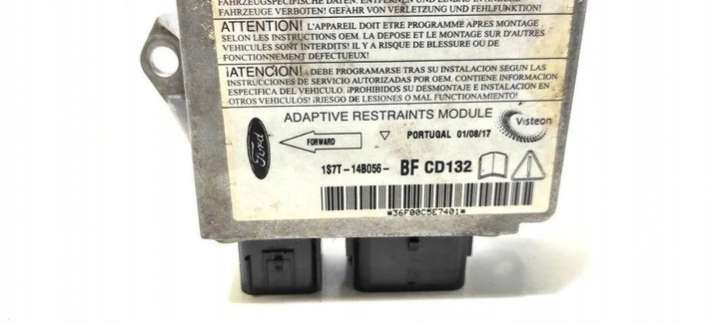 FAHRZEUGSPEZIFISCHE DATEN. ENTFERNEN UND EINBAU IN ANDERE
FAHRZEUGE VERBOTEN! GEFAHR VON VERLETZUNG UND FEHLFUNKTION!
ATTENTION! L'APPAREIL DOIT ETRE PROGRAMME APRES MONTAGE
SELON LES INSTRUCTIONS OEM. LA DEPOSE ET LE MONTAGE SUR D'AUTRES
VEHICULES SONT INTERDITS! IL Y A RISQUE DE BLESSURE OU DE
FONCTIONNEMENT DEFECTUEUX!
¡ATENCION! DEBE PROGRAMARSE TRAS SU INSTALACION SEGUN LAS
INSTRUCCIONES DE SERVICIO AUTORIZADAS POR OEM. CONTIENE INFORMACION
ESPECIFICA DEL VEHICULO. ¡PROHIBIDOS SU DESMONTAJE E INSTALACION EN
OTROS VEHICULOS! ¡RIESGO DE LESIONES O MAL FUNCIONAMIENTO!
ADAPTIVE RESTRAINTS MODULE
Visteon
Ford
FORWARD
PORTUGAL 01/08/17
1S7T-14B056- BF CD132
*36F00C5E7401*